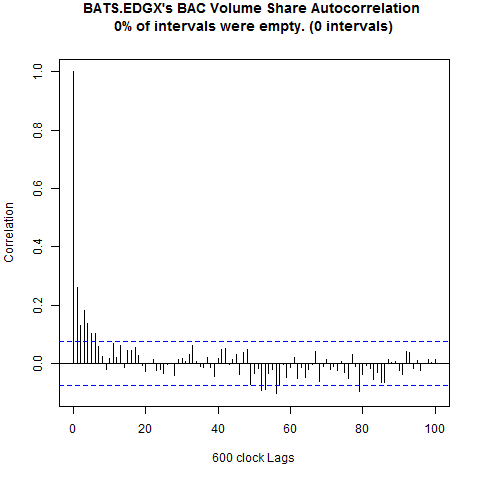 BATS.EDGX's BAC Volume Share Autocorrelation
0% of intervals were empty. (0 intervals)
Correlation
1.0
0.8
0.6
0.4
0.2
0.0
0 20 40 60 80 100
600 clock Lags